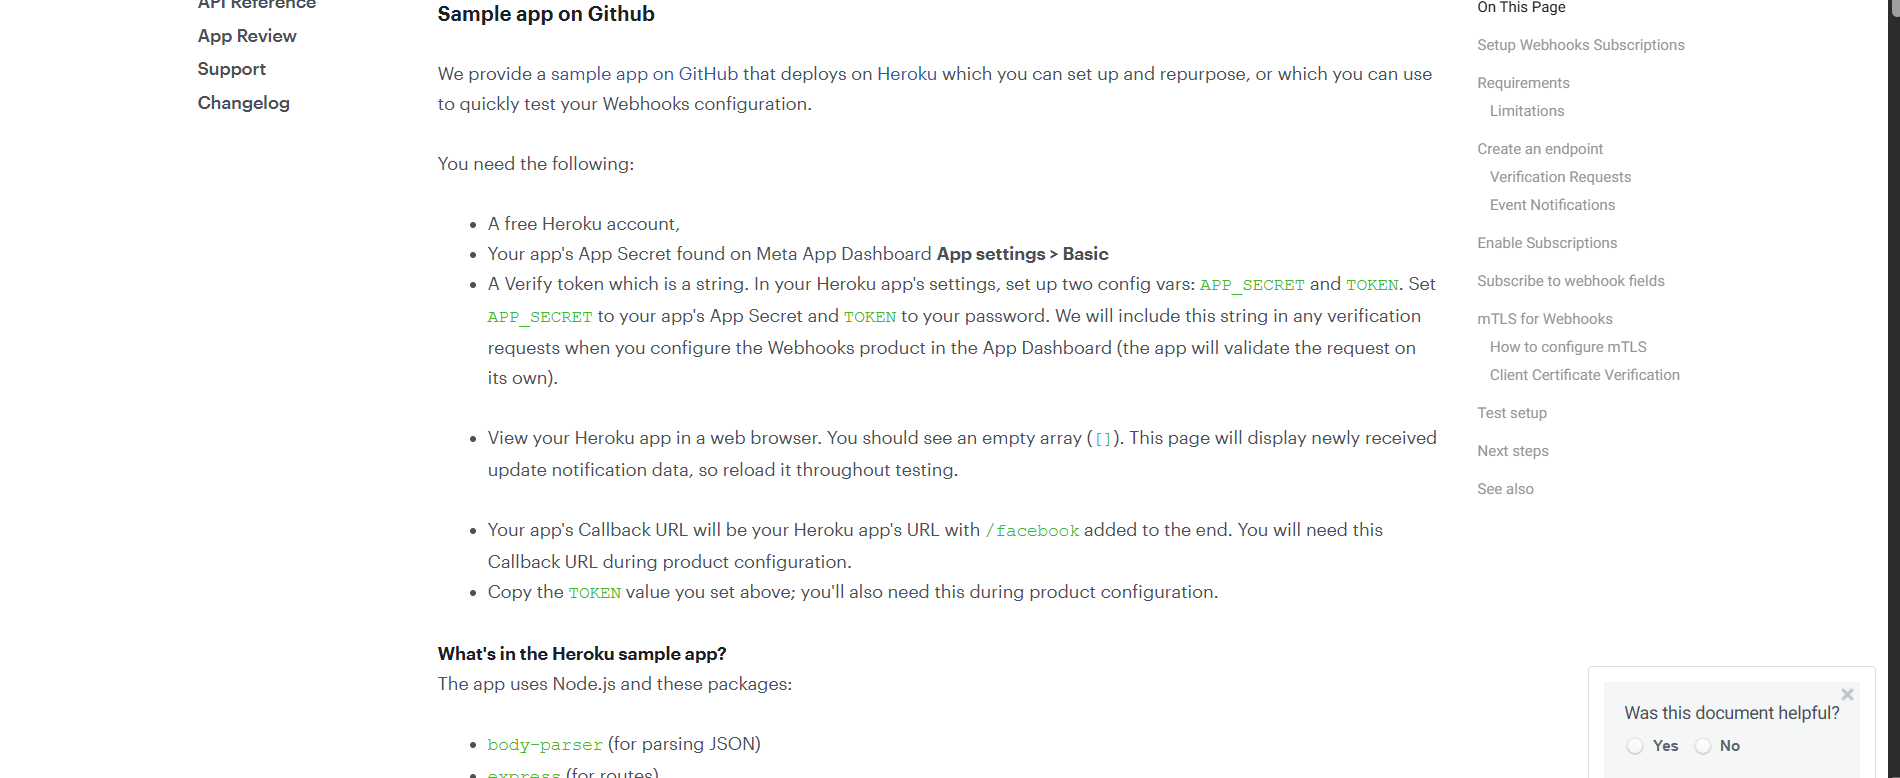 API Reference
App Review
Support
Changelog
Sample app on Github
We provide a sample app on GitHub that deploys on Heroku which you can set up and repurpose, or which you can use
to quickly test your Webhooks configuration.
You need the following:
A free Heroku account,
Your app's App Secret found on Meta App Dashboard App settings > Basic
A Verify token which is a string. In your Heroku app's settings, set up two config vars: APP_SECRET and TOKEN. Set
APP_SECRET to your app's App Secret and TOKEN to your password. We will include this string in any verification
requests when you configure the Webhooks product in the App Dashboard (the app will validate the request on
its own).
View your Heroku app in a web browser. You should see an empty array ([]). This page will display newly received
update notification data, so reload it throughout testing.
Your app's Callback URL will be your Heroku app's URL with /facebook added to the end. You will need this
Callback URL during product configuration.
Copy the TOKEN value you set above; you'll also need this during product configuration.
What's in the Heroku sample app?
The app uses Node.js and these packages:
body-parser (for parsing JSON)
express (for routes)
On This Page
Setup Webhooks Subscriptions
Requirements
Limitations
Create an endpoint
Verification Requests
Event Notifications
Enable Subscriptions
Subscribe to webhook fields
mTLS for Webhooks
How to configure mTLS
Client Certificate Verification
Test setup
Next steps
See also
Was this document helpful?
Yes No